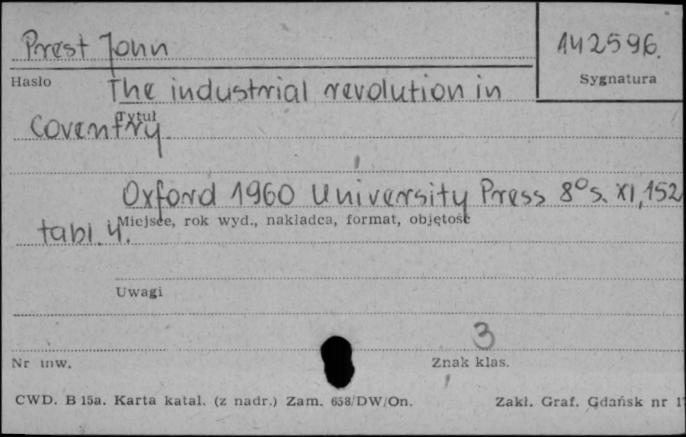 Prest John
142596.
Hasło
Sygnatura
The industrial revolution in
Tytuł
Coventry.
Oxford 1960 University Press 8° s. XI, 152
Miejsce, rok wyd., nakładca, format, objętość
tabl. 4.
Uwagi
3
Nr inw.
Znak klas.
CWD. B 15a. Karta katal. (z nadr.) Zam. 658/DW/On.
Zakł. Graf. Gdańsk nr